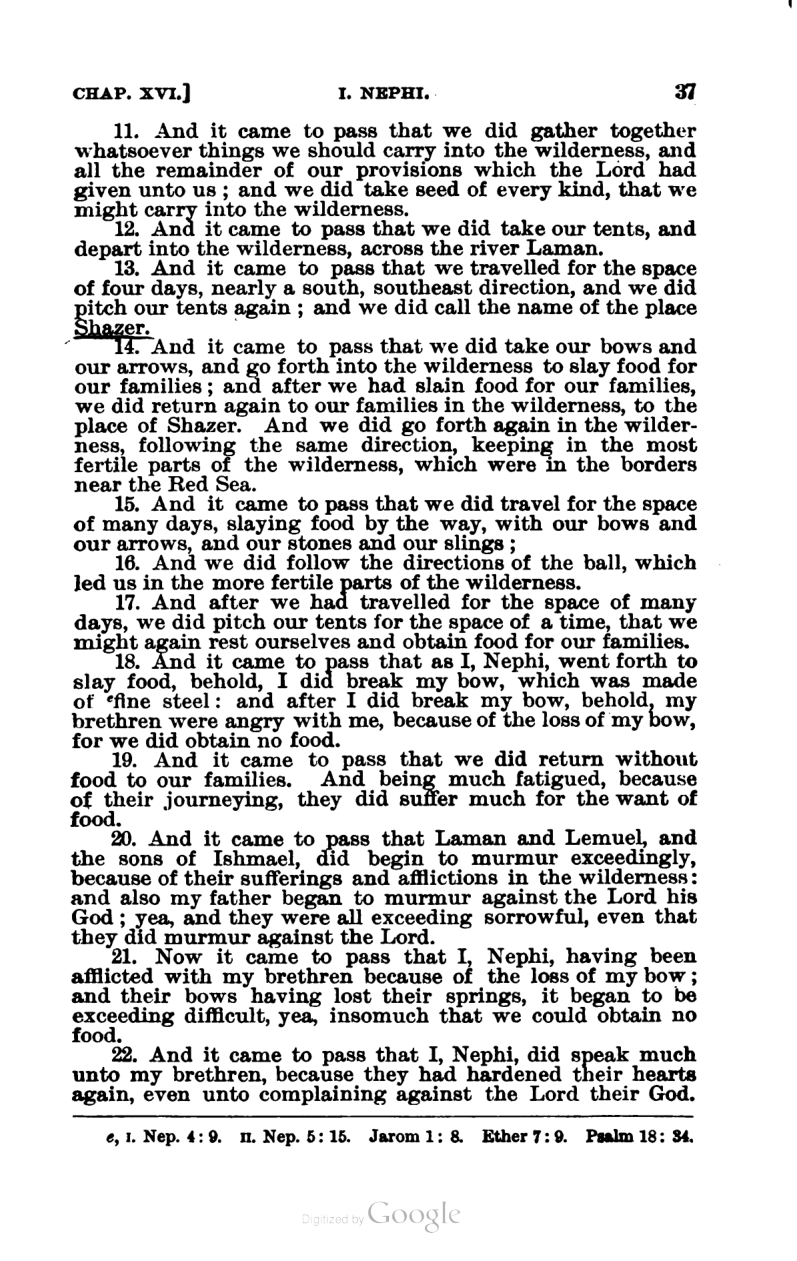 CHAP. XVI.] I. NEPHI. 37
11. And it came to pass that we did gather together
whatsoever things we should carry into the wilderness, and
all the remainder of our provisions which the Lord had
given unto us ; and we did take seed of every kind, that we
might carry into the wilderness.
12. And it came to pass that we did take our tents, and
depart into the wilderness, across the river Laman.
13. And it came to pass that we travelled for the space
of four days, nearly a south, southeast direction, and we did
pitch our tents again ; and we did call the name of the place
Shazer.
14. And it came to pass that we did take our bows and
our arrows, and go forth into the wilderness to slay food for
our families ; and after we had slain food for our families,
we did return again to our families in the wilderness, to the
place of Shazer. And we did go forth again in the wilder-
ness, following the same direction, keeping in the most
fertile parts of the wilderness, which were in the borders
near the Red Sea.
15. And it came to pass that we did travel for the space
of many days, slaying food by the way, with our bows and
our arrows, and our stones and our slings ;
16. And we did follow the directions of the ball, which
led us in the more fertile parts of the wilderness.
17. And after we had travelled for the space of many
days, we did pitch our tents for the space of a time, that we
might again rest ourselves and obtain food for our families.
18. And it came to pass that as I, Nephi, went forth to
slay food, behold, I did break my bow, which was made
of ᵉfine steel : and after I did break my bow, behold, my
brethren were angry with me, because of the loss of my bow,
for we did obtain no food.
19. And it came to pass that we did return without
food to our families. And being much fatigued, because
of their journeying, they did suffer much for the want of
food.
20. And it came to pass that Laman and Lemuel, and
the sons of Ishmael, did begin to murmur exceedingly,
because of their sufferings and afflictions in the wilderness :
and also my father began to murmur against the Lord his
God ; yea, and they were all exceeding sorrowful, even that
they did murmur against the Lord.
21. Now it came to pass that I, Nephi, having been
afflicted with my brethren because of the loss of my bow ;
and their bows having lost their springs, it began to be
exceeding difficult, yea, insomuch that we could obtain no
food.
22. And it came to pass that I, Nephi, did speak much
unto my brethren, because they had hardened their hearts
again, even unto complaining against the Lord their God.
e, I. Nep. 4 : 9. II. Nep. 5 : 15. Jarom 1 : 8. Ether 7 : 9. Psalm 18 : 34.
Digitized by Google